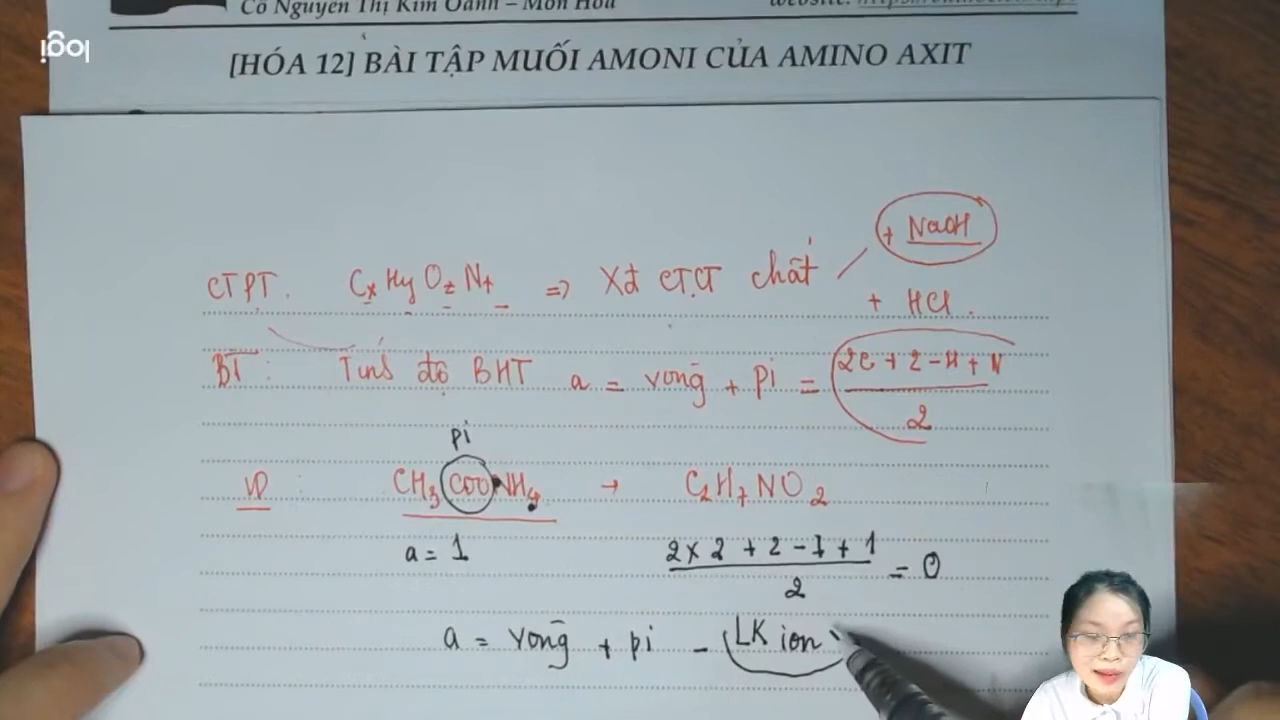 Cô Nguyễn Thị Kim Oanh – Môn Hóa
logi
[HÓA 12] BÀI TẬP MUỐI AMONI CỦA AMINO AXIT
+ NaOH
CTPT. CxHyOzNt => Xđ CTCT chất
+ HCl.
BT: Tính độ BHT a = vòng + pi = (2C + 2 - H + N)/2
pi
VD: CH3COONH4 → C2H7NO2
a = 1 (2x2 + 2 - 7 + 1)/2 = 0
a = vòng + pi - LK ion